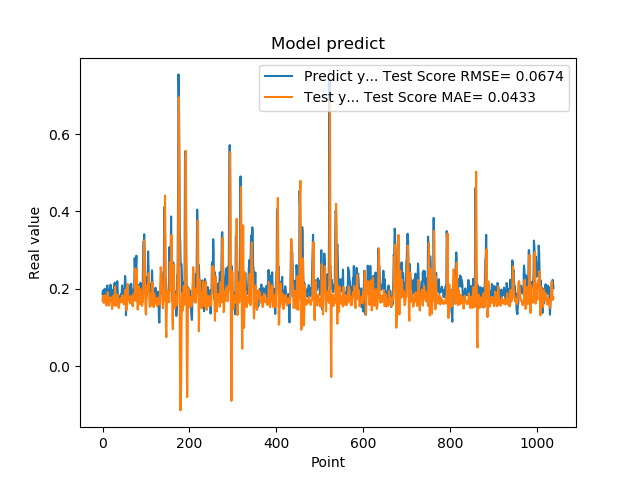 Model predict
Predict y... Test Score RMSE= 0.0674
Test y... Test Score MAE= 0.0433
Real value
0.6
0.4
0.2
0.0
0 200 400 600 800 1000
Point